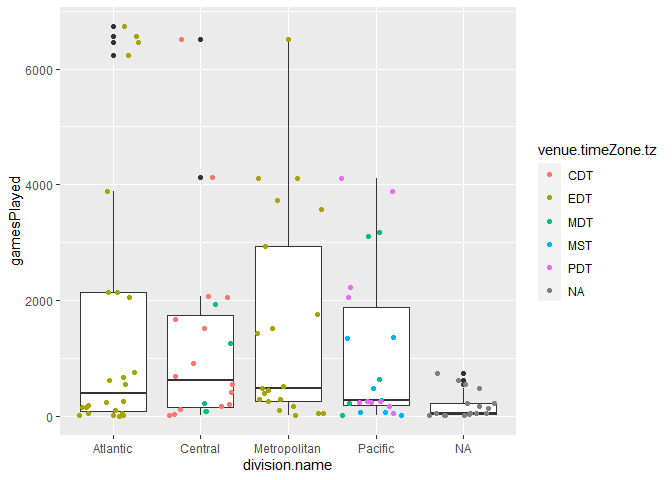 gamesPlayed
6000
4000
2000
0
Atlantic
Central
Metropolitan
Pacific
NA
division.name
venue.timeZone.tz
CDT
EDT
MDT
MST
PDT
NA